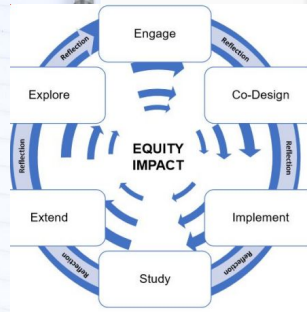 Engage
Reflection
Reflection
Explore
Co-Design
EQUITY
IMPACT
Reflection
Reflection
Extend
Implement
Study
Reflection
Reflection